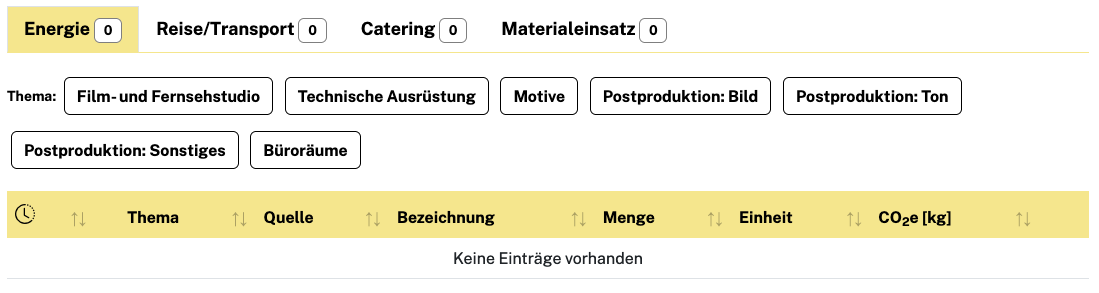 Energie 0 Reise/Transport 0 Catering 0 Materialeinsatz 0
Thema: Film- und Fernsehstudio Technische Ausrüstung Motive Postproduktion: Bild Postproduktion: Ton
Postproduktion: Sonstiges Büroräume
Thema Quelle Bezeichnung Menge Einheit CO₂e [kg]
Keine Einträge vorhanden